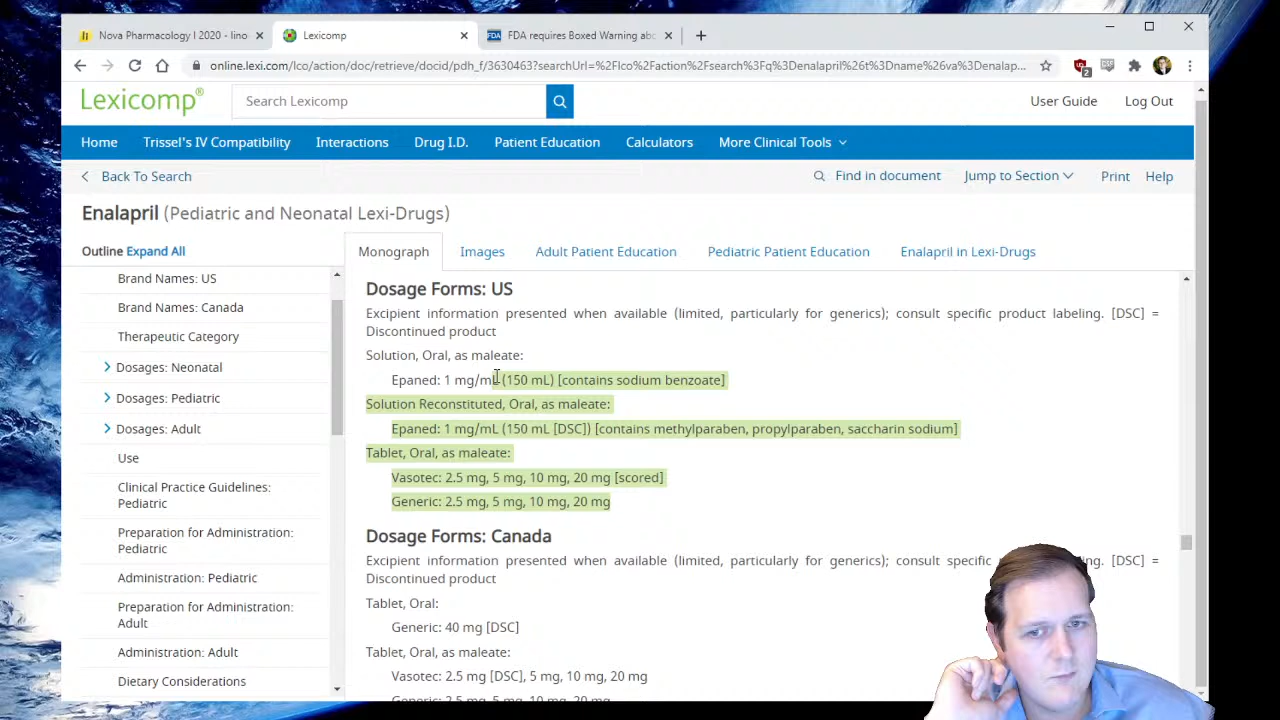 Nova Pharmacology I 2020 - lino
Lexicomp
FDA requires Boxed Warning abo
online.lexi.com/lco/action/doc/retrieve/docid/pdh_f/3630463?searchUrl=%2Flco%2Faction%2Fsearch%3Fq%3Denalapril%26t%3Dname%26va%3Denalap...
2
Lexicomp®
Search Lexicomp
User Guide
Log Out
Home
Trissel's IV Compatibility
Interactions
Drug I.D.
Patient Education
Calculators
More Clinical Tools
Back To Search
Find in document
Jump to Section
Print
Help
Enalapril (Pediatric and Neonatal Lexi-Drugs)
Outline Expand All
Monograph
Images
Adult Patient Education
Pediatric Patient Education
Enalapril in Lexi-Drugs
Brand Names: US
Brand Names: Canada
Therapeutic Category
Dosages: Neonatal
Dosages: Pediatric
Dosages: Adult
Use
Clinical Practice Guidelines:
Pediatric
Preparation for Administration:
Pediatric
Administration: Pediatric
Preparation for Administration:
Adult
Administration: Adult
Dietary Considerations
Dosage Forms: US
Excipient information presented when available (limited, particularly for generics); consult specific product labeling. [DSC] =
Discontinued product
Solution, Oral, as maleate:
Epaned: 1 mg/mL (150 mL) [contains sodium benzoate]
Solution Reconstituted, Oral, as maleate:
Epaned: 1 mg/mL (150 mL [DSC]) [contains methylparaben, propylparaben, saccharin sodium]
Tablet, Oral, as maleate:
Vasotec: 2.5 mg, 5 mg, 10 mg, 20 mg [scored]
Generic: 2.5 mg, 5 mg, 10 mg, 20 mg
Dosage Forms: Canada
Excipient information presented when available (limited, particularly for generics); consult specific labeling. [DSC] =
Discontinued product
Tablet, Oral:
Generic: 40 mg [DSC]
Tablet, Oral, as maleate:
Vasotec: 2.5 mg [DSC], 5 mg, 10 mg, 20 mg